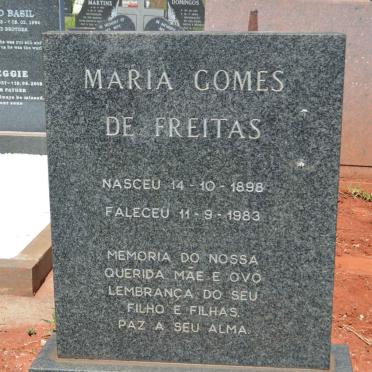 BASIL
MARTINS
DOMINGOS
MARIA GOMES
DE FREITAS
NASCEU 14-10-1898
FALECEU 11-9-1983
MEMORIA DO NOSSA
QUERIDA MÃE E OVÓ
LEMBRANÇA DO SEU
FILHO E FILHAS.
PAZ A SEU ALMA.